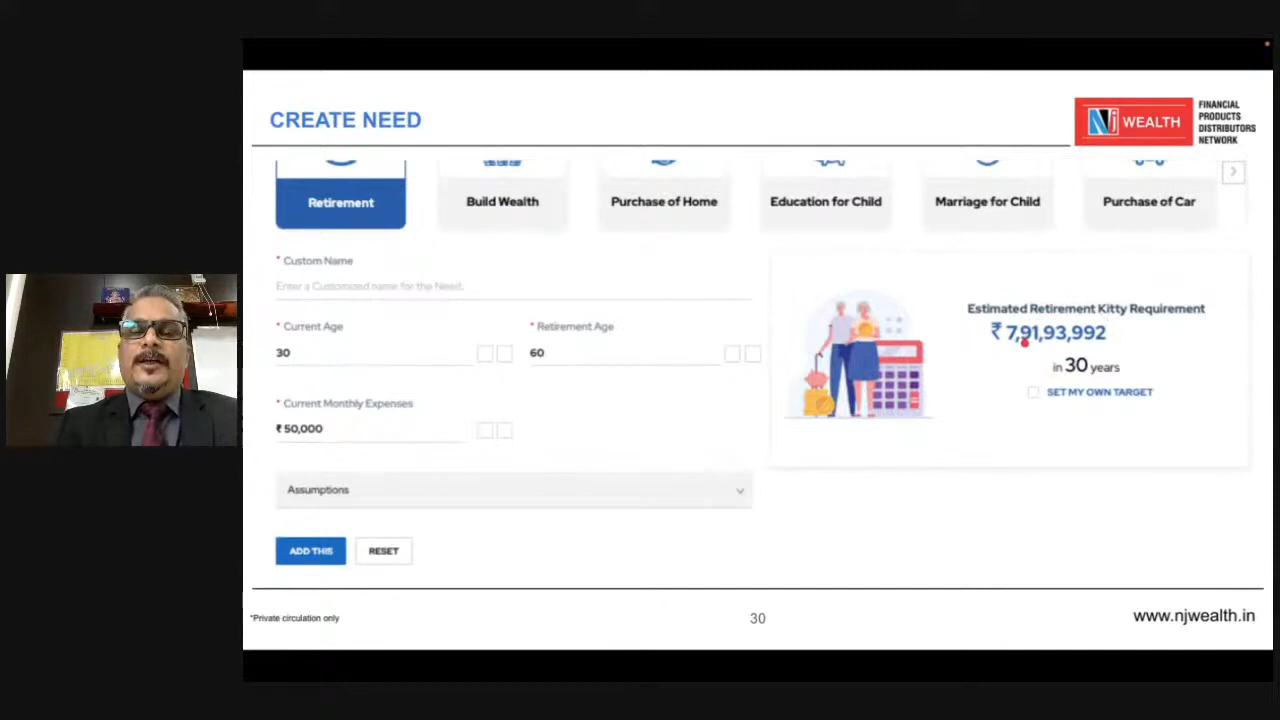 CREATE NEED
Nj WEALTH
FINANCIAL
PRODUCTS
DISTRIBUTORS
NETWORK
Retirement
Build Wealth
Purchase of Home
Education for Child
Marriage for Child
Purchase of Car
* Custom Name
Enter a Customized name for the Need.
* Current Age
* Retirement Age
30
60
* Current Monthly Expenses
₹ 50,000
Estimated Retirement Kitty Requirement
₹ 7,91,93,992
in 30 years
SET MY OWN TARGET
Assumptions
ADD THIS
RESET
*Private circulation only
30
www.njwealth.in